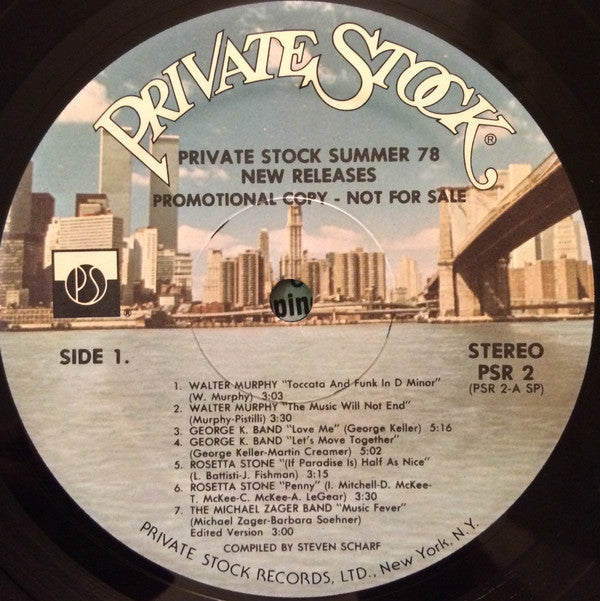 PRIVATE STOCK®
PRIVATE STOCK SUMMER 78
NEW RELEASES
PROMOTIONAL COPY - NOT FOR SALE
PS
®
pin
SIDE 1.
STEREO
PSR 2
(PSR 2-A SP)
1. WALTER MURPHY "Toccata And Funk In D Minor"
(W. Murphy) 3:03
2. WALTER MURPHY "The Music Will Not End"
(Murphy-Pistilli) 3:30
3. GEORGE K. BAND "Love Me" (George Keller) 5:16
4. GEORGE K. BAND "Let's Move Together"
(George Keller-Martin Creamer) 5:02
5. ROSETTA STONE "(If Paradise Is) Half As Nice"
(L. Battisti-J. Fishman) 3:15
6. ROSETTA STONE "Penny" (I. Mitchell-D. McKee-
T. McKee-C. McKee-A. LeGear) 3:30
7. THE MICHAEL ZAGER BAND "Music Fever"
(Michael Zager-Barbara Soehner)
Edited Version 3:00
COMPILED BY STEVEN SCHARF
PRIVATE STOCK RECORDS, LTD., New York, N.Y.